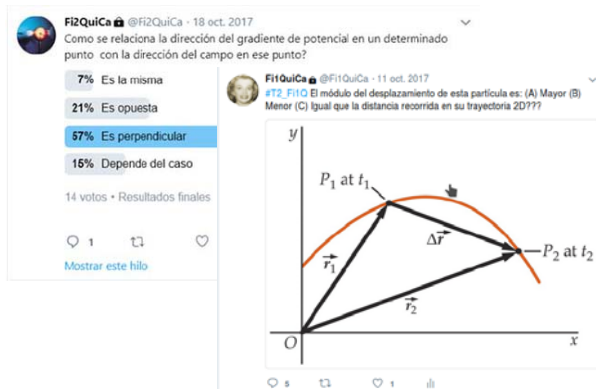 Fi2QuiCa @Fi2QuiCa · 18 oct. 2017
Como se relaciona la dirección del gradiente de potencial en un determinado
punto con la dirección del campo en ese punto?
7% Es la misma
21% Es opuesta
57% Es perpendicular
15% Depende del caso
14 votos • Resultados finales
1
Mostrar este hilo
Fi1QuiCa @Fi1QuiCa · 11 oct. 2017
#T2_Fi1Q El módulo del desplazamiento de esta partícula es: (A) Mayor (B)
Menor (C) Igual que la distancia recorrida en su trayectoria 2D???
y
P₁ at t₁
Δr⃗
P₂ at t₂
r⃗₁
r⃗₂
O
x
5
1